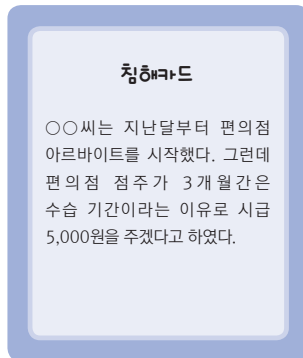 침해카드
○○씨는 지난달부터 편의점
아르바이트를 시작했다. 그런데
편의점 점주가 3개월간은
수습 기간이라는 이유로 시급
5,000원을 주겠다고 하였다.